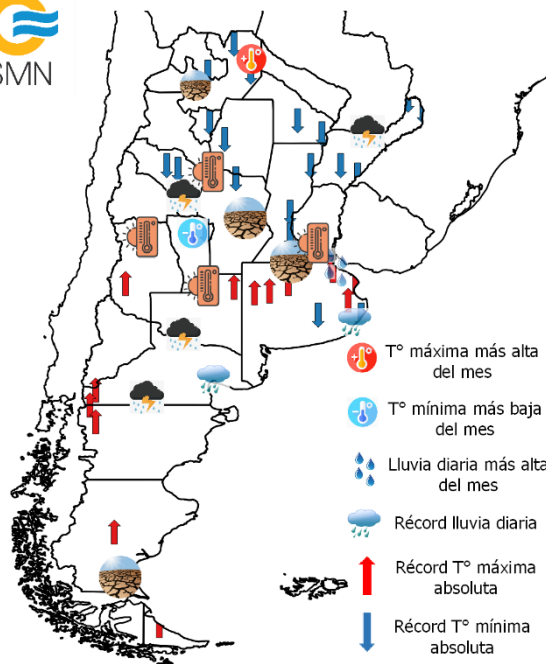 SMN
T° máxima más alta
del mes
T° mínima más baja
del mes
Lluvia diaria más alta
del mes
Récord lluvia diaria
Récord T° máxima
absoluta
Récord T° mínima
absoluta